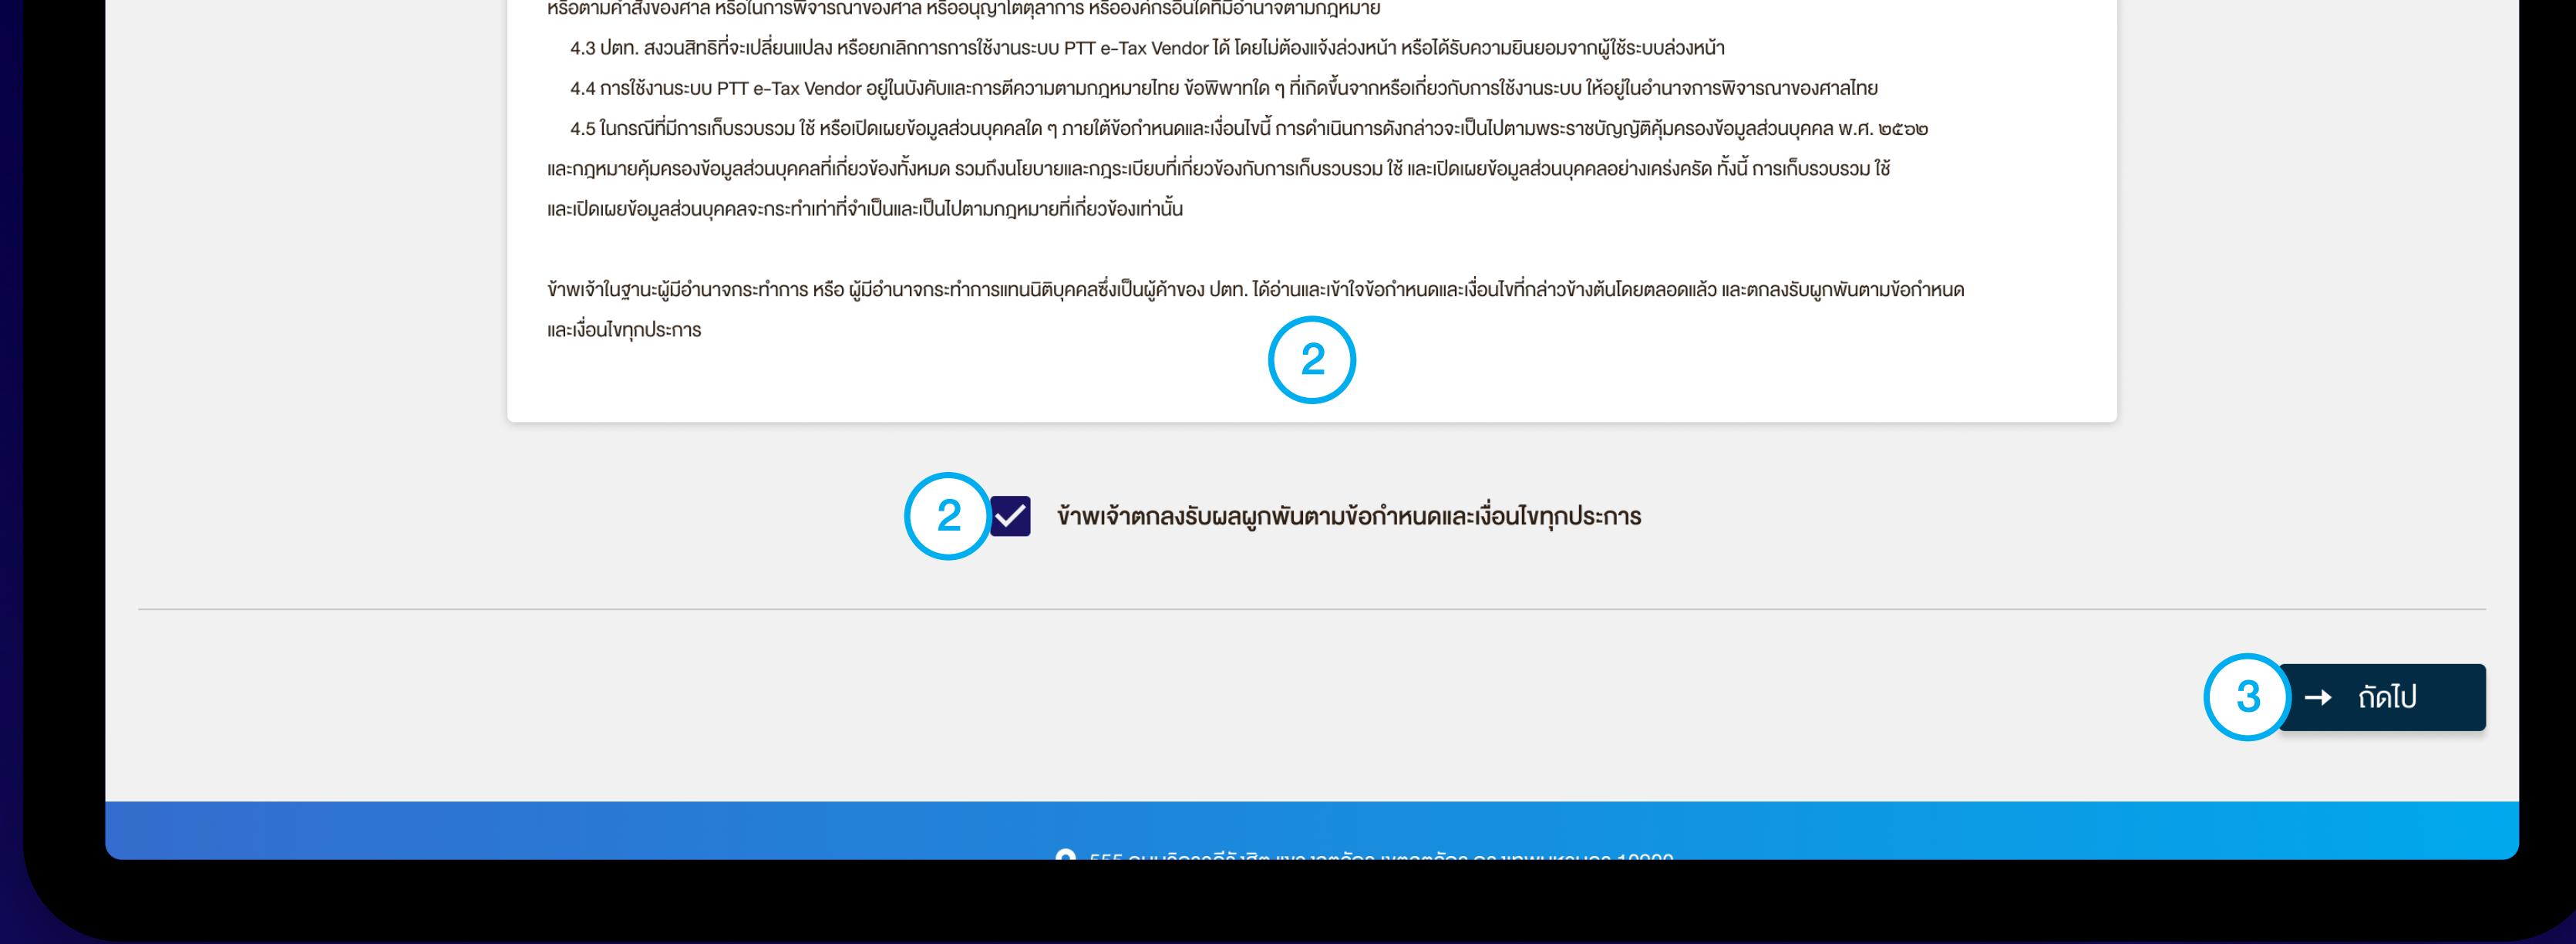 หรือตามคำสั่งของศาล หรือในการพิจารณาของศาล หรืออนุญาโตตุลาการ หรือองค์กรอื่นใดที่มีอำนาจตามกฎหมาย
4.3 ปตท. สงวนสิทธิที่จะเปลี่ยนแปลง หรือยกเลิกการการใช้งานระบบ PTT e-Tax Vendor ได้ โดยไม่ต้องแจ้งล่วงหน้า หรือได้รับความยินยอมจากผู้ใช้ระบบล่วงหน้า
4.4 การใช้งานระบบ PTT e-Tax Vendor อยู่ในบังคับและการตีความตามกฎหมายไทย ข้อพิพาทใด ๆ ที่เกิดขึ้นจากหรือเกี่ยวกับการใช้งานระบบ ให้อยู่ในอำนาจการพิจารณาของศาลไทย
4.5 ในกรณีที่มีการเก็บรวบรวม ใช้ หรือเปิดเผยข้อมูลส่วนบุคคลใด ๆ ภายใต้ข้อกำหนดและเงื่อนไขนี้ การดำเนินการดังกล่าวจะเป็นไปตามพระราชบัญญัติคุ้มครองข้อมูลส่วนบุคคล พ.ศ. ๒๕๖๒
และกฎหมายคุ้มครองข้อมูลส่วนบุคคลที่เกี่ยวข้องทั้งหมด รวมถึงนโยบายและกฎระเบียบที่เกี่ยวข้องกับการเก็บรวบรวม ใช้ และเปิดเผยข้อมูลส่วนบุคคลอย่างเคร่งครัด ทั้งนี้ การเก็บรวบรวม ใช้
และเปิดเผยข้อมูลส่วนบุคคลจะกระทำเท่าที่จำเป็นและเป็นไปตามกฎหมายที่เกี่ยวข้องเท่านั้น
ข้าพเจ้าในฐานะผู้มีอำนาจกระทำการ หรือ ผู้มีอำนาจกระทำการแทนนิติบุคคลซึ่งเป็นผู้ค้าของ ปตท. ได้อ่านและเข้าใจข้อกำหนดและเงื่อนไขที่กล่าวข้างต้นโดยตลอดแล้ว และตกลงรับผูกพันตามข้อกำหนด
และเงื่อนไขทุกประการ
2
2 ข้าพเจ้าตกลงรับผลผูกพันตามข้อกำหนดและเงื่อนไขทุกประการ
3 → ถัดไป